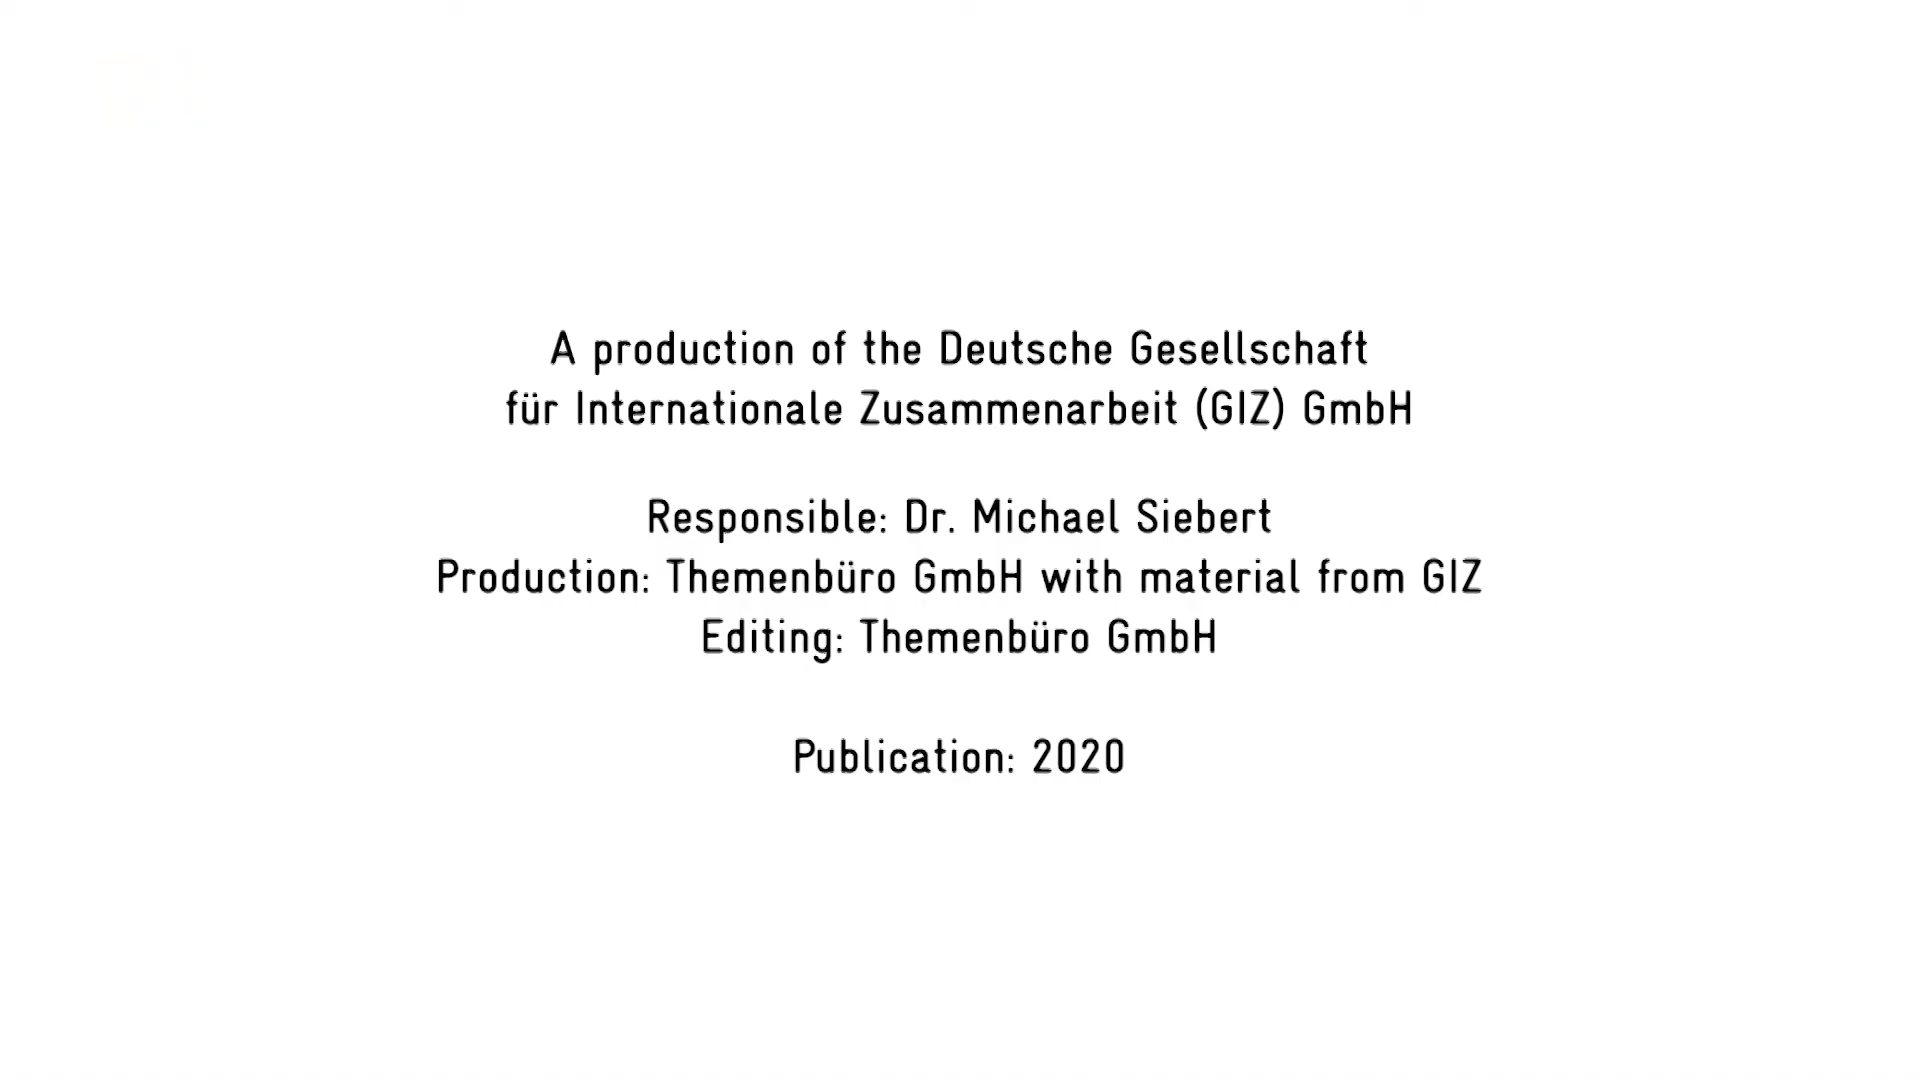 A production of the Deutsche Gesellschaft
für Internationale Zusammenarbeit (GIZ) GmbH
Responsible: Dr. Michael Siebert
Production: Themenbüro GmbH with material from GIZ
Editing: Themenbüro GmbH
Publication: 2020